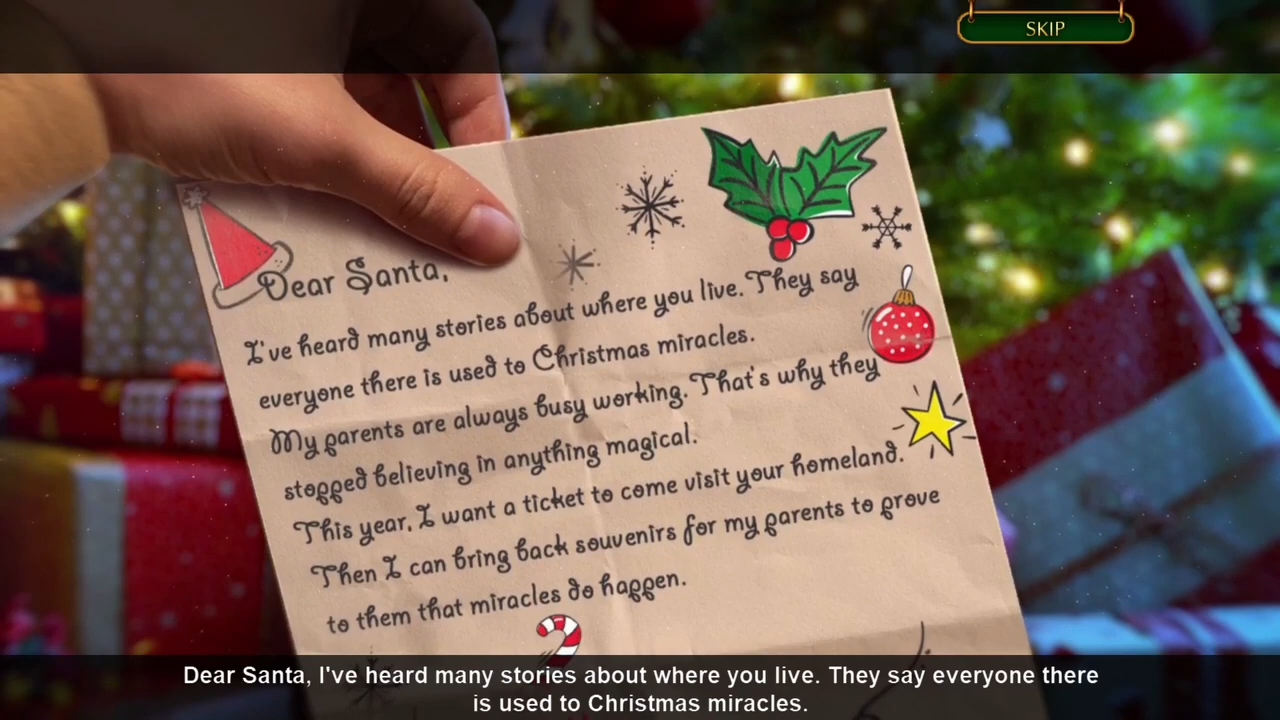 SKIP
Dear Santa,
I've heard many stories about where you live. They say
everyone there is used to Christmas miracles.
My parents are always busy working. That's why they
stopped believing in anything magical.
This year, I want a ticket to come visit your homeland.
Then I can bring back souvenirs for my parents to prove
to them that miracles do happen.
Dear Santa, I've heard many stories about where you live. They say everyone there
is used to Christmas miracles.